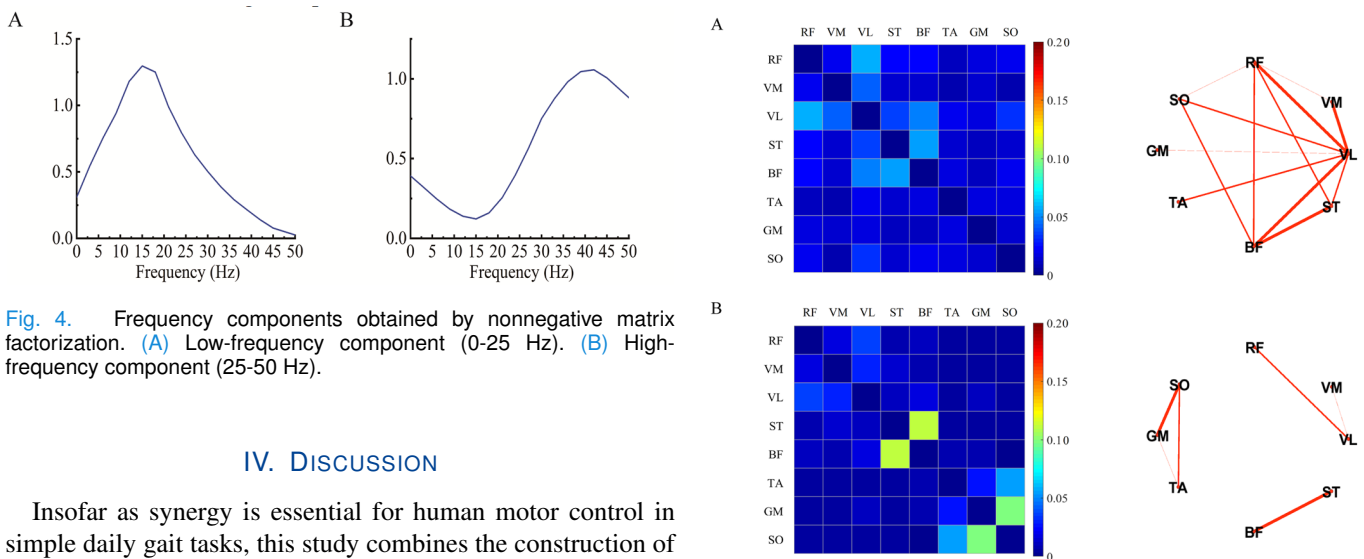 A
B
1.5
1.0
0.5
0.0
0 5 10 15 20 25 30 35 40 45 50
Frequency (Hz)
1.0
0.5
0.0
0 5 10 15 20 25 30 35 40 45 50
Frequency (Hz)
Fig. 4. Frequency components obtained by nonnegative matrix
factorization. (A) Low-frequency component (0-25 Hz). (B) High-
frequency component (25-50 Hz).
IV. DISCUSSION
Insofar as synergy is essential for human motor control in
simple daily gait tasks, this study combines the construction of
A
RF VM VL ST BF TA GM SO
RF
VM
VL
ST
BF
TA
GM
SO
0.20
0.15
0.10
0.05
0
RF
SO
VM
GM
VL
TA
ST
BF
B
RF VM VL ST BF TA GM SO
RF
VM
VL
ST
BF
TA
GM
SO
0.20
0.15
0.10
0.05
0
RF
SO
VM
GM
VL
TA
ST
BF